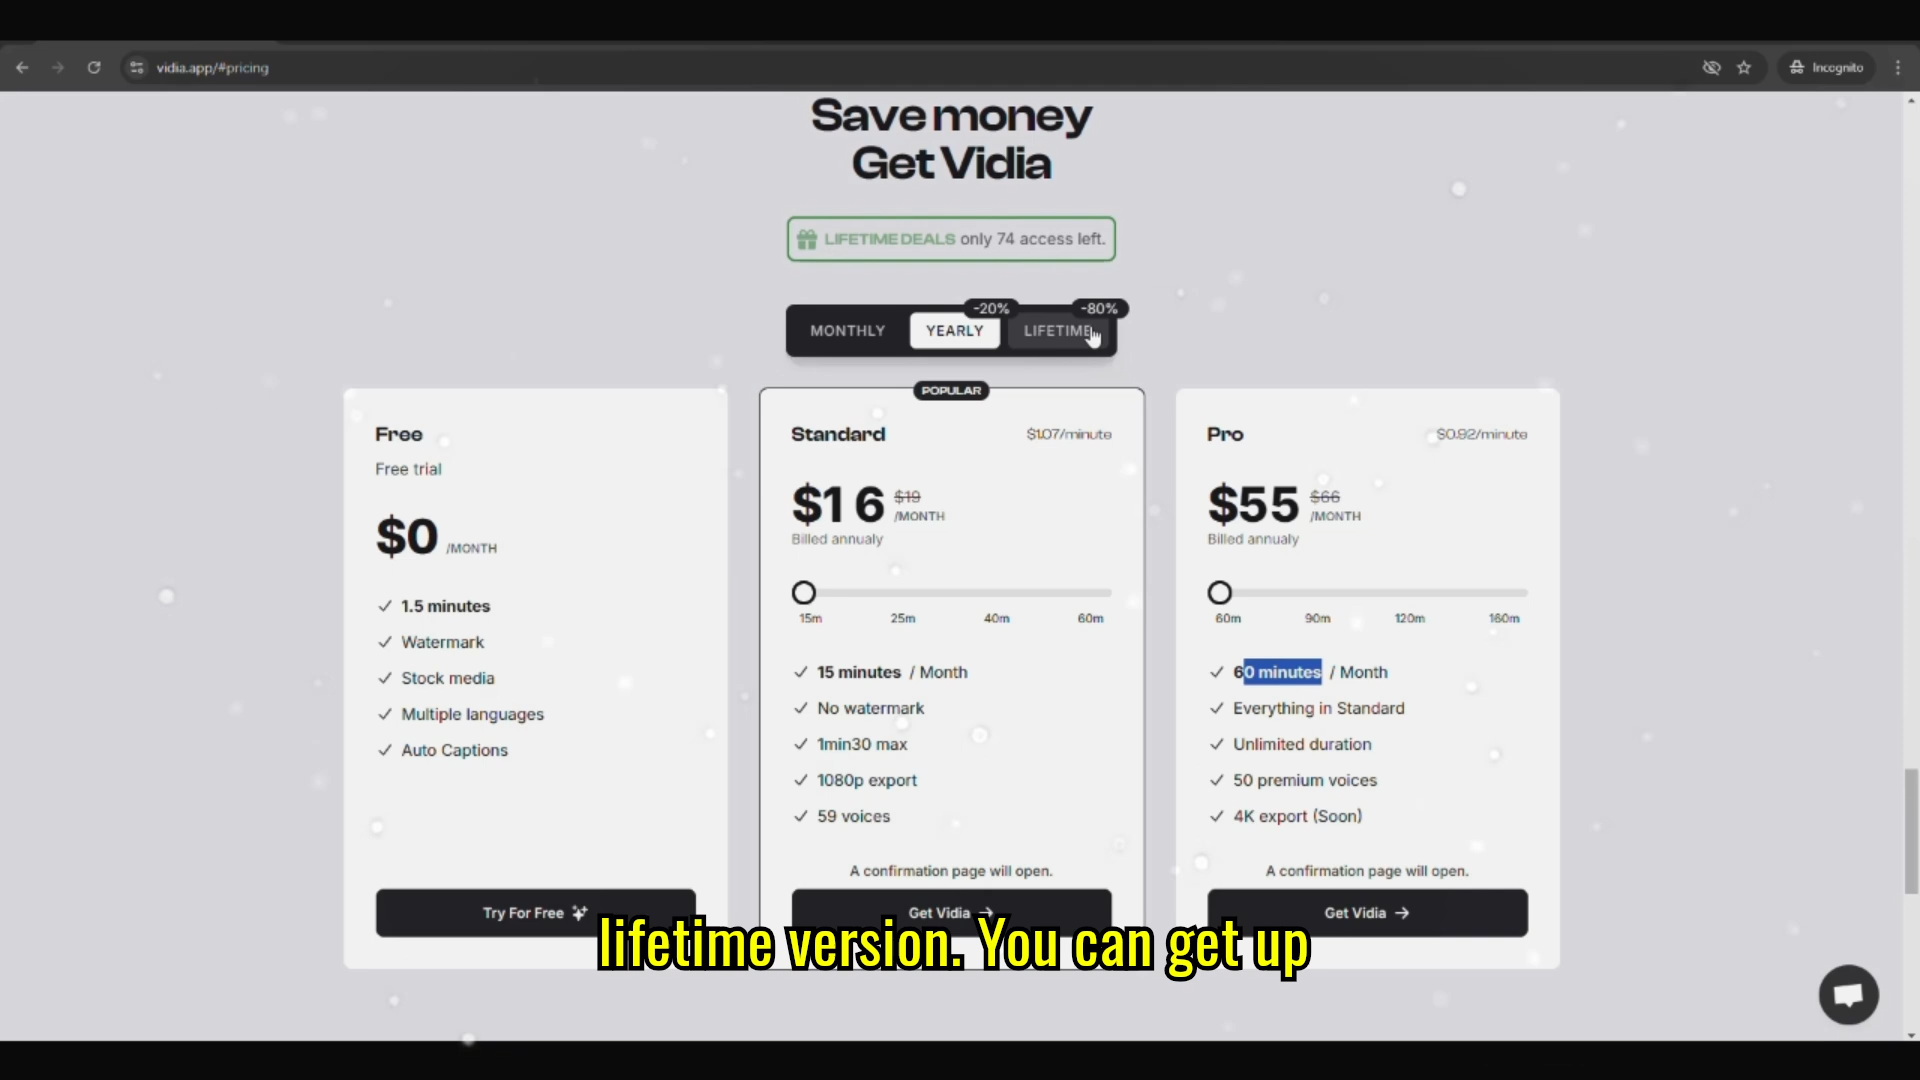 vidia.app/#pricing
Incognito
Save money
Get Vidia
LIFETIME DEALS only 74 access left.
-20%
-80%
MONTHLY
YEARLY
LIFETIME
Free
Free trial
$0 /MONTH
1.5 minutes
Watermark
Stock media
Multiple languages
Auto Captions
Try For Free
POPULAR
Standard
$1.07/minute
$16 $19 /MONTH
Billed annualy
15m 25m 40m 60m
15 minutes / Month
No watermark
1min30 max
1080p export
59 voices
A confirmation page will open.
Get Vidia →
Pro
$0.92/minute
$55 $66 /MONTH
Billed annualy
60m 90m 120m 160m
60 minutes / Month
Everything in Standard
Unlimited duration
50 premium voices
4K export (Soon)
A confirmation page will open.
Get Vidia →
lifetime version. You can get up